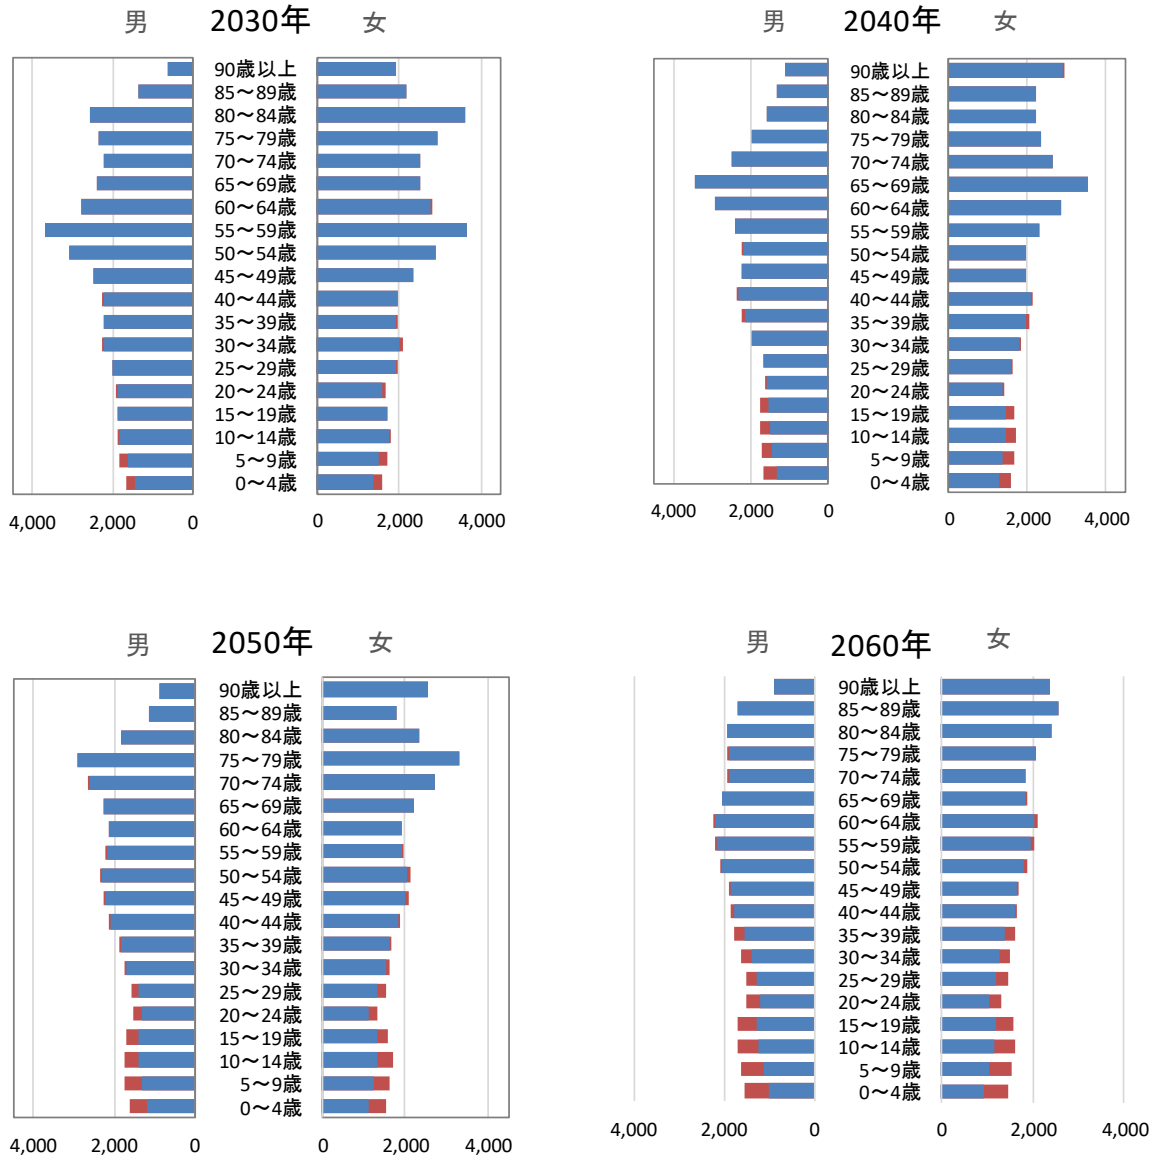 男 2030年 女
90歳以上
85～89歳
80～84歳
75～79歳
70～74歳
65～69歳
60～64歳
55～59歳
50～54歳
45～49歳
40～44歳
35～39歳
30～34歳
25～29歳
20～24歳
15～19歳
10～14歳
5～9歳
0～4歳
4,000 2,000 0 0 2,000 4,000
男 2040年 女
90歳以上
85～89歳
80～84歳
75～79歳
70～74歳
65～69歳
60～64歳
55～59歳
50～54歳
45～49歳
40～44歳
35～39歳
30～34歳
25～29歳
20～24歳
15～19歳
10～14歳
5～9歳
0～4歳
4,000 2,000 0 0 2,000 4,000
男 2050年 女
90歳以上
85～89歳
80～84歳
75～79歳
70～74歳
65～69歳
60～64歳
55～59歳
50～54歳
45～49歳
40～44歳
35～39歳
30～34歳
25～29歳
20～24歳
15～19歳
10～14歳
5～9歳
0～4歳
4,000 2,000 0 0 2,000 4,000
男 2060年 女
90歳以上
85～89歳
80～84歳
75～79歳
70～74歳
65～69歳
60～64歳
55～59歳
50～54歳
45～49歳
40～44歳
35～39歳
30～34歳
25～29歳
20～24歳
15～19歳
10～14歳
5～9歳
0～4歳
4,000 2,000 0 0 2,000 4,000